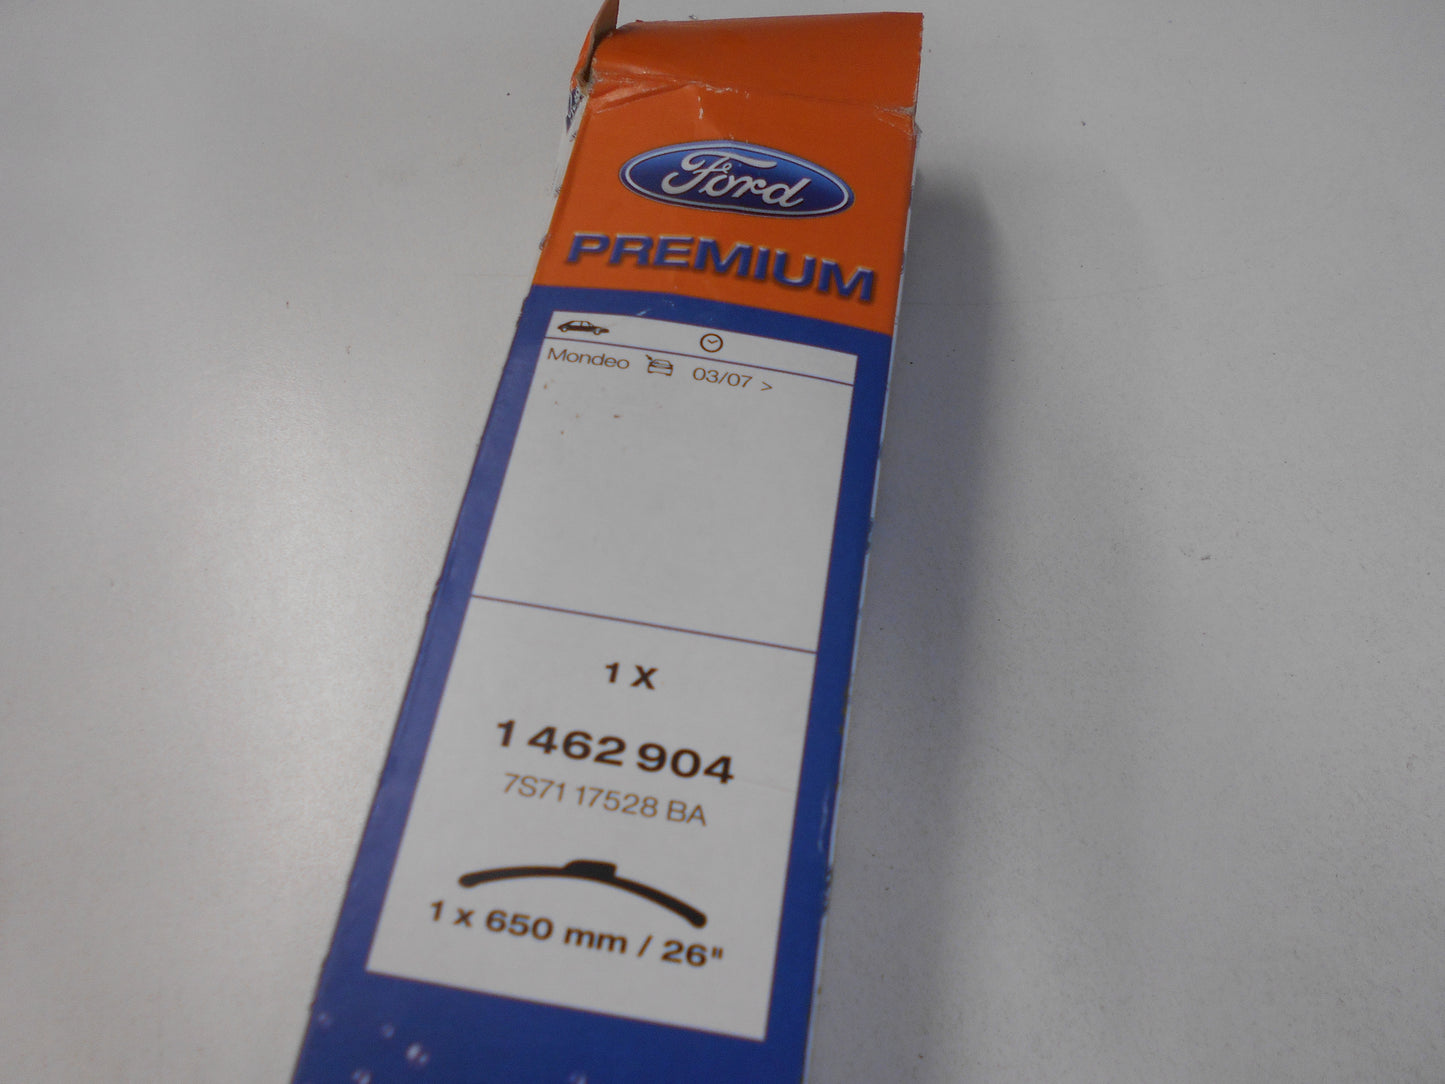 Ford
PREMIUM
Mondeo 03/07 >
1 X
1 462 904
7S71 17528 BA
1 x 650 mm / 26"